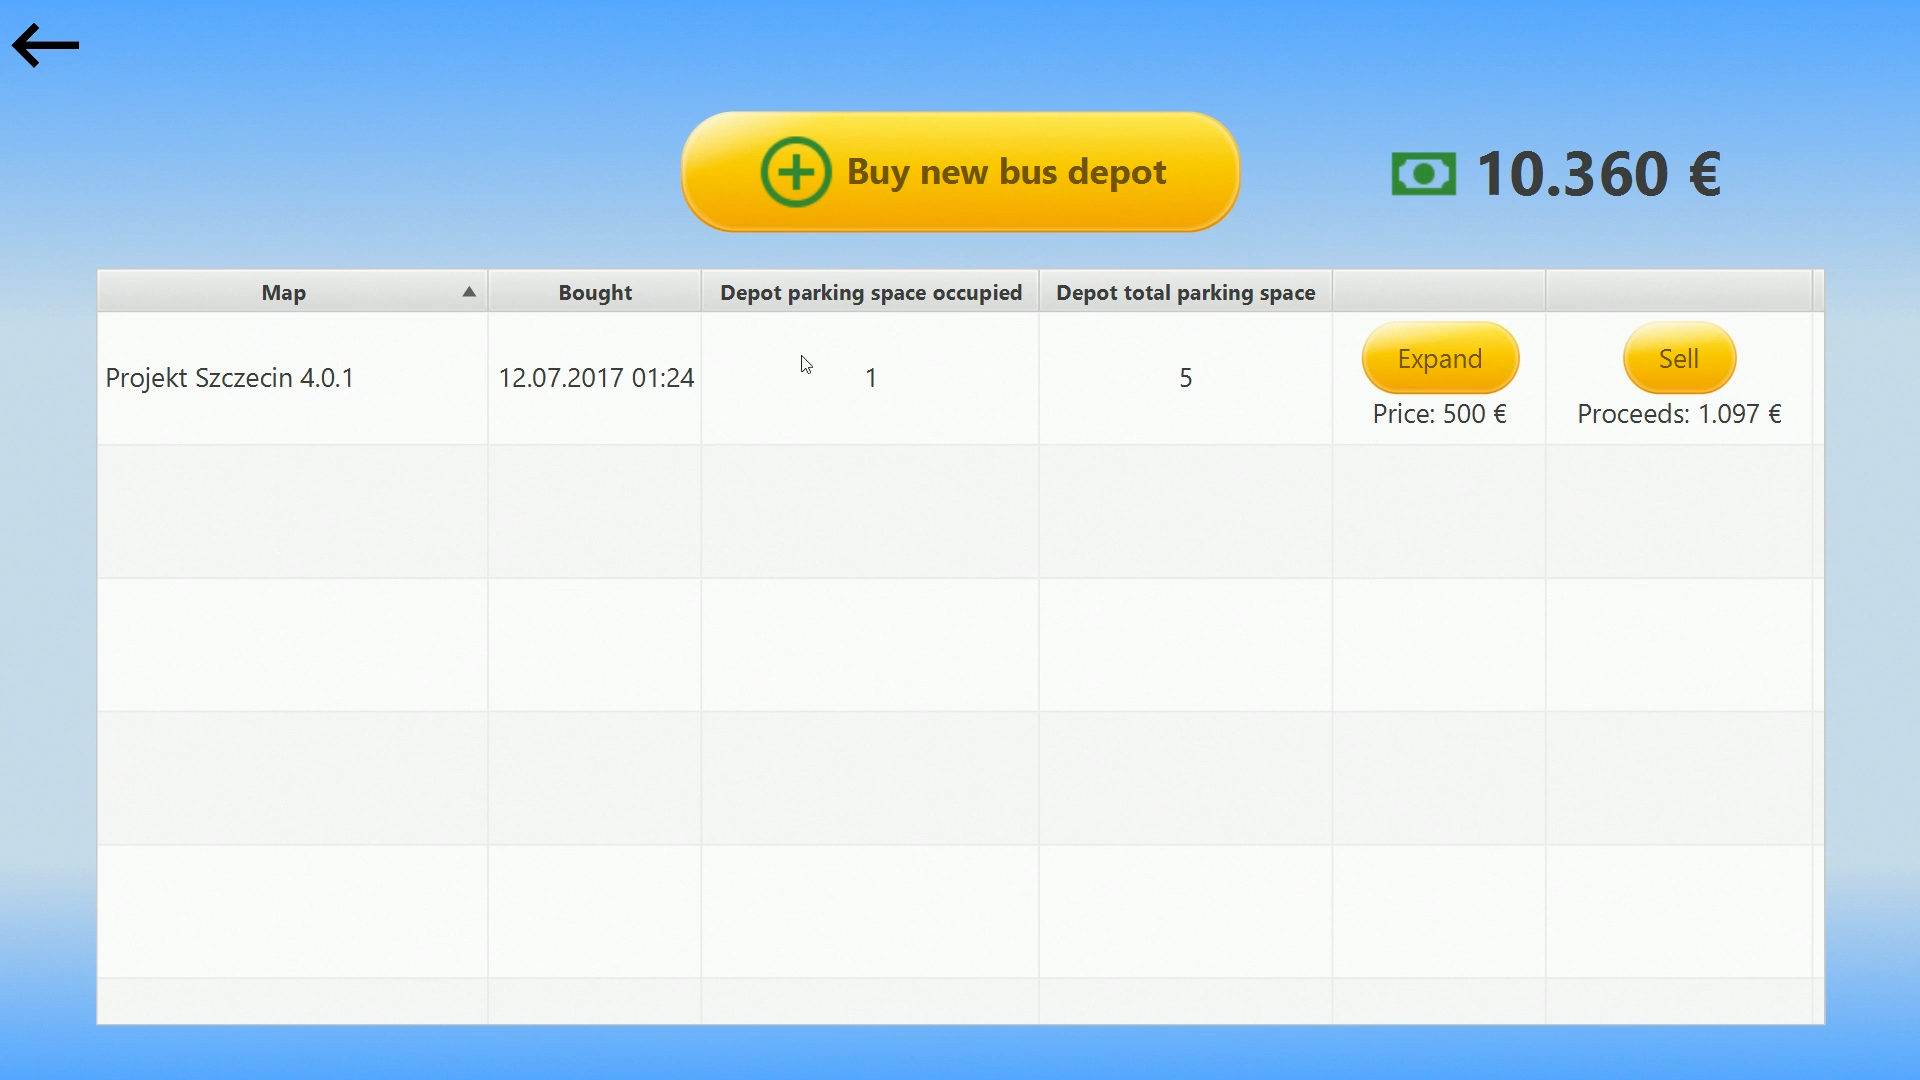 Buy new bus depot
10.360 €
Map Bought Depot parking space occupied Depot total parking space
Projekt Szczecin 4.0.1 12.07.2017 01:24 1 5 Expand Sell
Price: 500 € Proceeds: 1.097 €